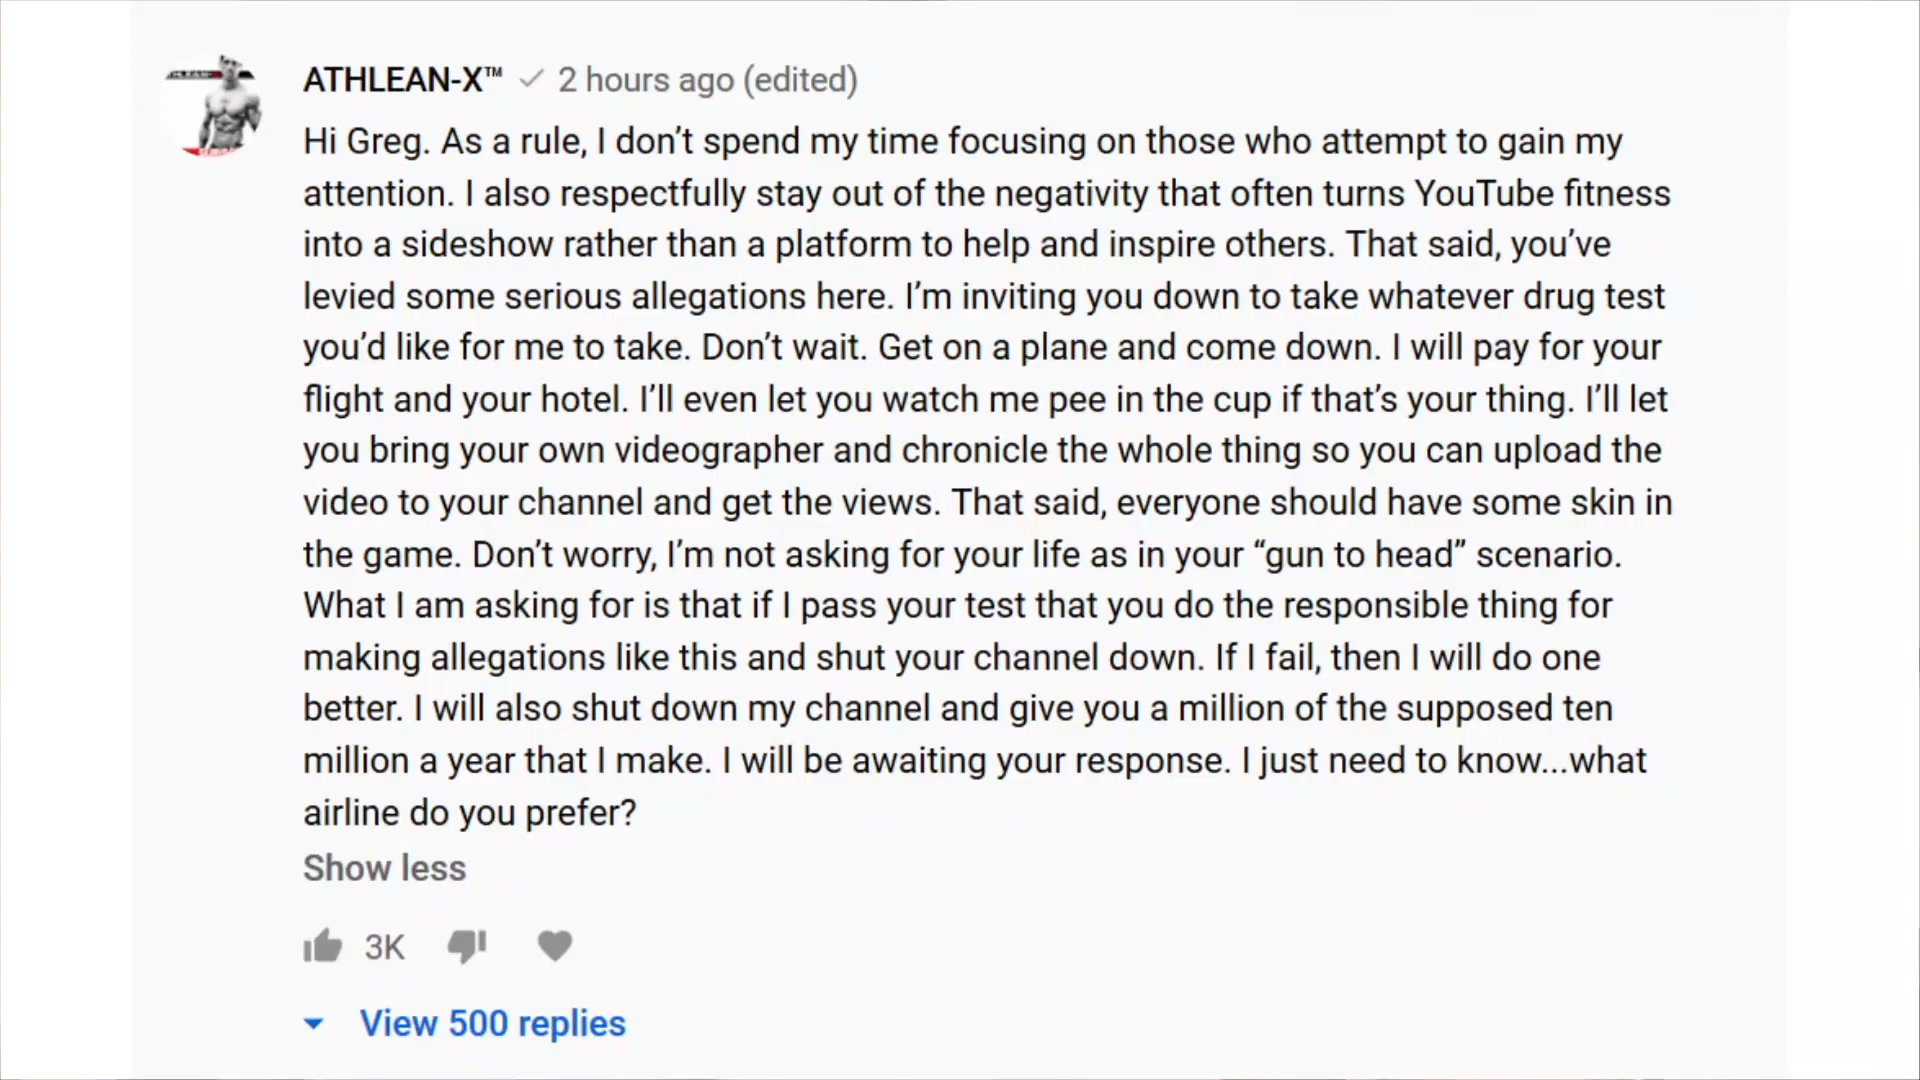 ATHLEAN-X™ ✓ 2 hours ago (edited)
Hi Greg. As a rule, I don’t spend my time focusing on those who attempt to gain my
attention. I also respectfully stay out of the negativity that often turns YouTube fitness
into a sideshow rather than a platform to help and inspire others. That said, you’ve
levied some serious allegations here. I’m inviting you down to take whatever drug test
you’d like for me to take. Don’t wait. Get on a plane and come down. I will pay for your
flight and your hotel. I’ll even let you watch me pee in the cup if that’s your thing. I’ll let
you bring your own videographer and chronicle the whole thing so you can upload the
video to your channel and get the views. That said, everyone should have some skin in
the game. Don’t worry, I’m not asking for your life as in your “gun to head” scenario.
What I am asking for is that if I pass your test that you do the responsible thing for
making allegations like this and shut your channel down. If I fail, then I will do one
better. I will also shut down my channel and give you a million of the supposed ten
million a year that I make. I will be awaiting your response. I just need to know...what
airline do you prefer?
Show less
3K
View 500 replies